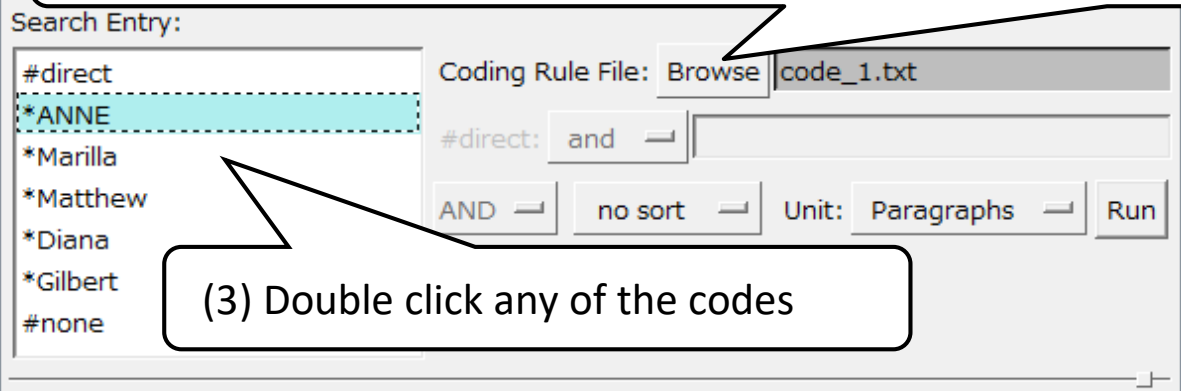 Search Entry:
#direct
*ANNE
*Marilla
*Matthew
*Diana
*Gilbert
#none
Coding Rule File: Browse code_1.txt
#direct: and
AND no sort Unit: Paragraphs Run
(3) Double click any of the codes